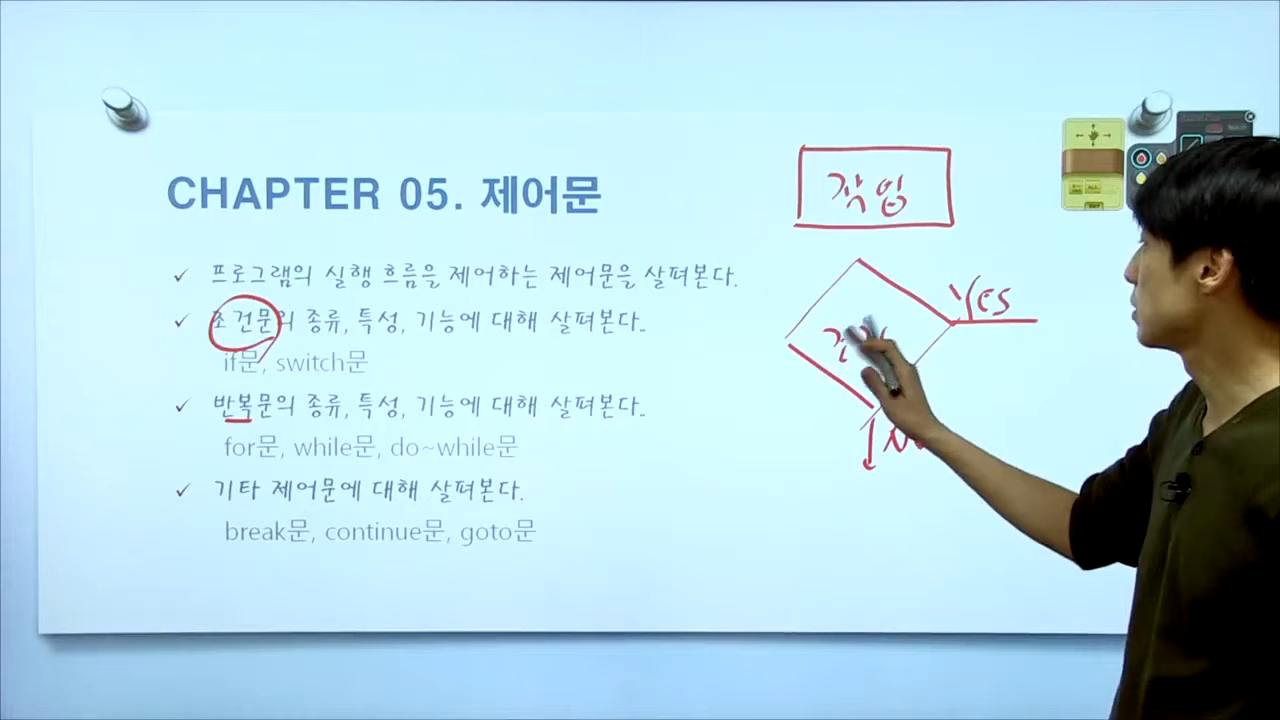 CHAPTER 05. 제어문
프로그램의 실행 흐름을 제어하는 제어문을 살펴본다.
조건문의 종류, 특성, 기능에 대해 살펴본다..
if문, switch문
반복문의 종류, 특성, 기능에 대해 살펴본다..
for문, while문, do~while문
기타 제어문에 대해 살펴본다.
break문, continue문, goto문
작업
YES